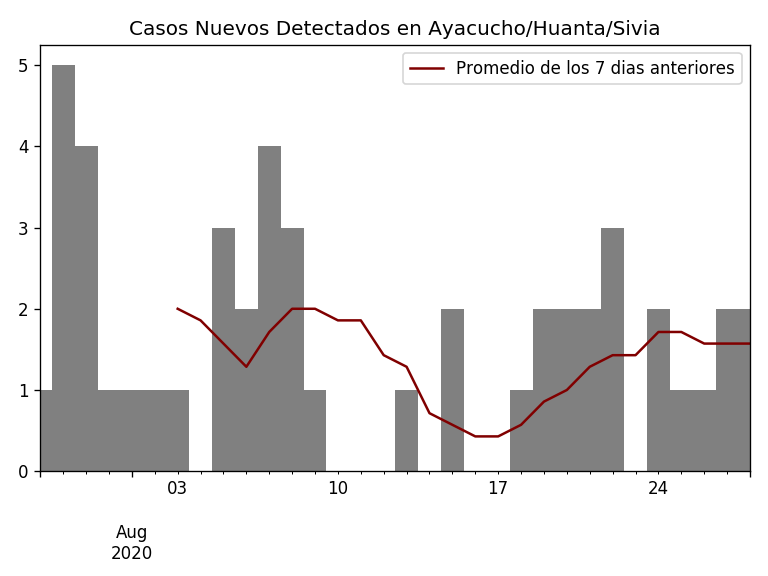 Casos Nuevos Detectados en Ayacucho/Huanta/Sivia
Promedio de los 7 dias anteriores
5
4
3
2
1
0
03 10 17 24
Aug
2020